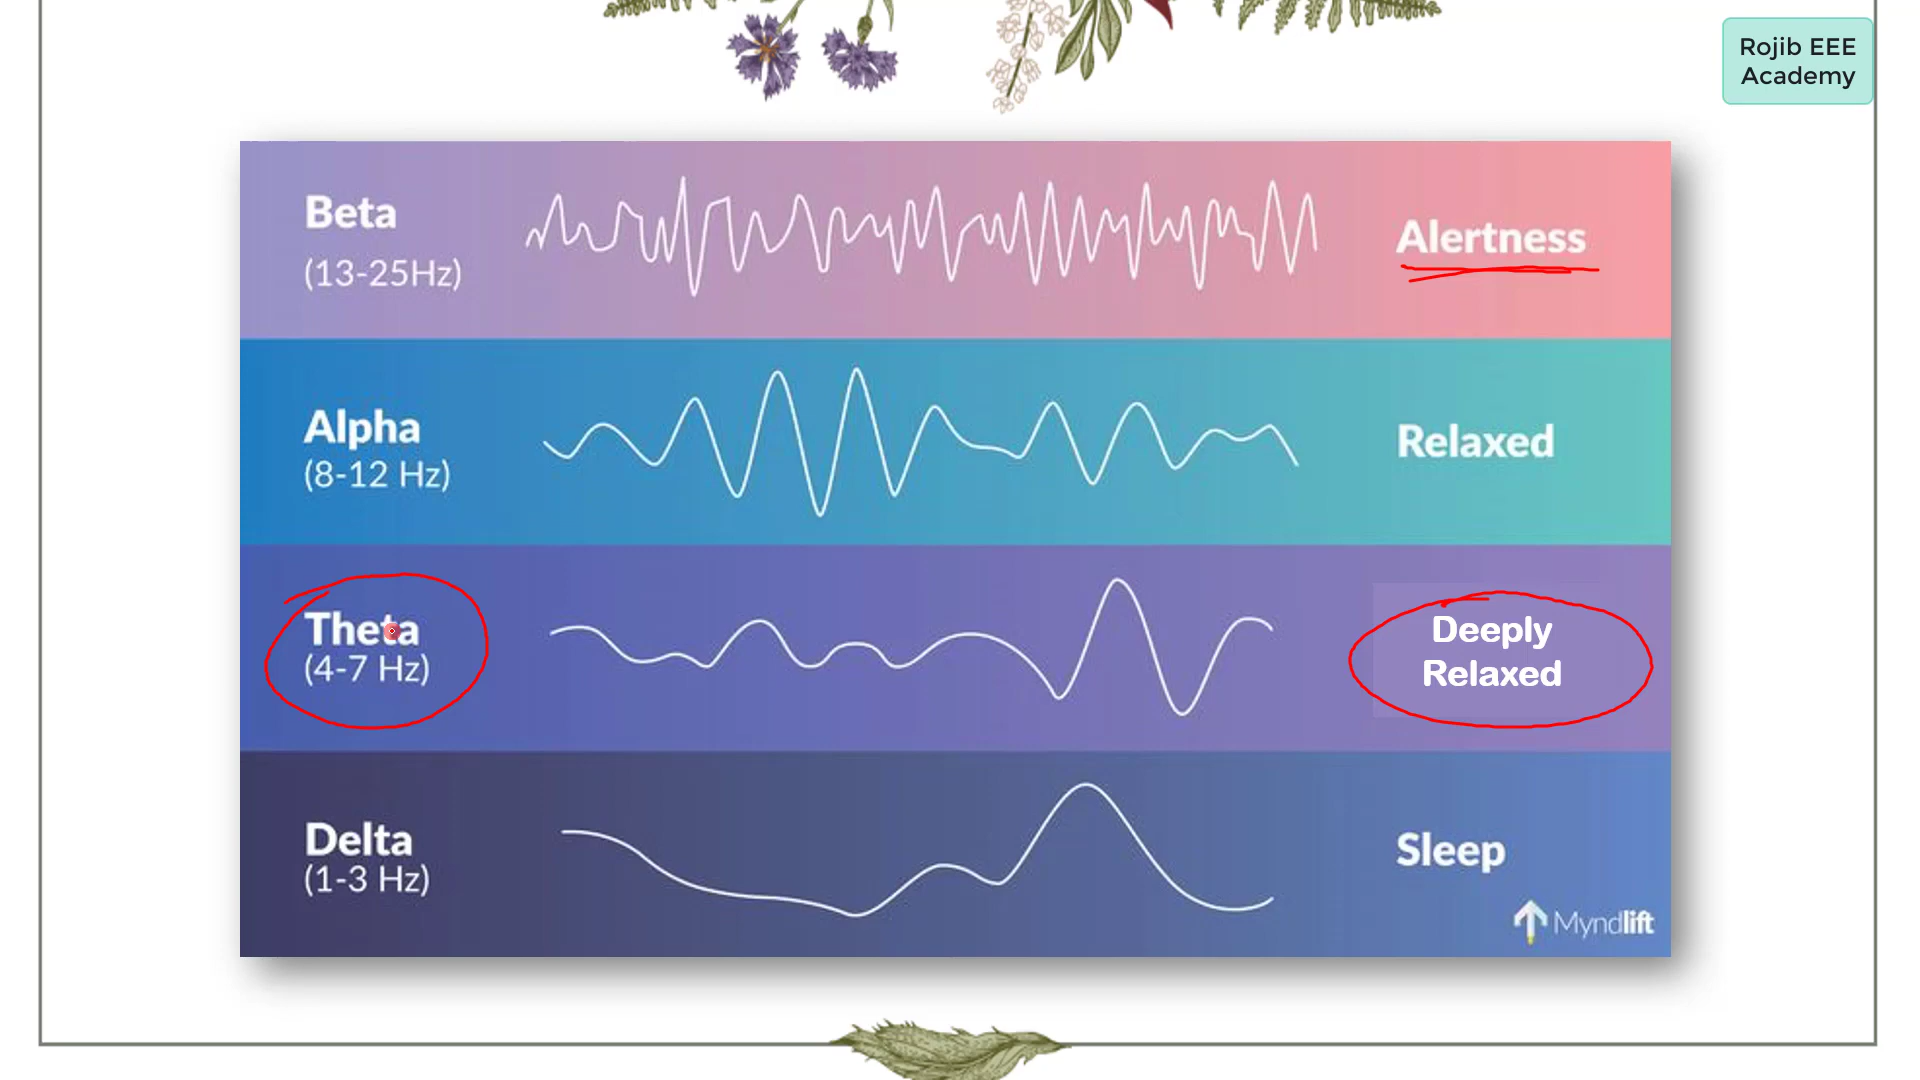 Rojib EEE
Academy
Beta
(13-25Hz)
Alertness
Alpha
(8-12 Hz)
Relaxed
Theta
(4-7 Hz)
Deeply
Relaxed
Delta
(1-3 Hz)
Sleep
Myndlift